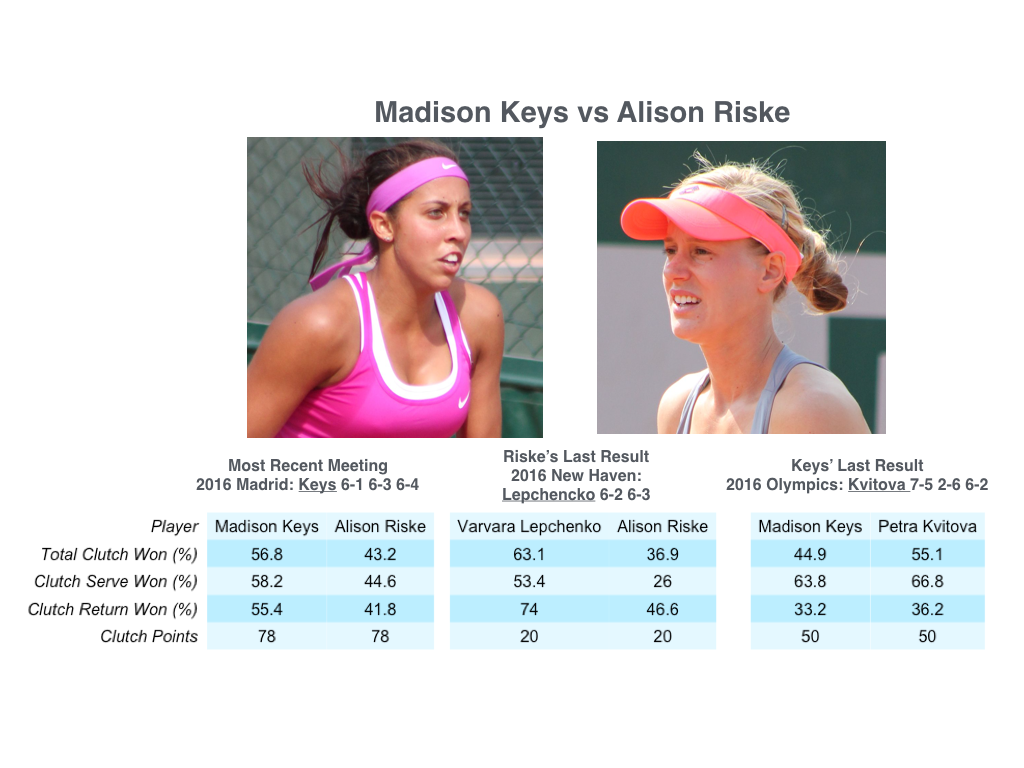 Madison Keys vs Alison Riske
Most Recent Meeting
2016 Madrid: Keys 6-1 6-3 6-4
Riske’s Last Result
2016 New Haven:
Lepchencko 6-2 6-3
Keys’ Last Result
2016 Olympics: Kvitova 7-5 2-6 6-2
Player Madison Keys Alison Riske Varvara Lepchenko Alison Riske Madison Keys Petra Kvitova
Total Clutch Won (%) 56.8 43.2 63.1 36.9 44.9 55.1
Clutch Serve Won (%) 58.2 44.6 53.4 26 63.8 66.8
Clutch Return Won (%) 55.4 41.8 74 46.6 33.2 36.2
Clutch Points 78 78 20 20 50 50